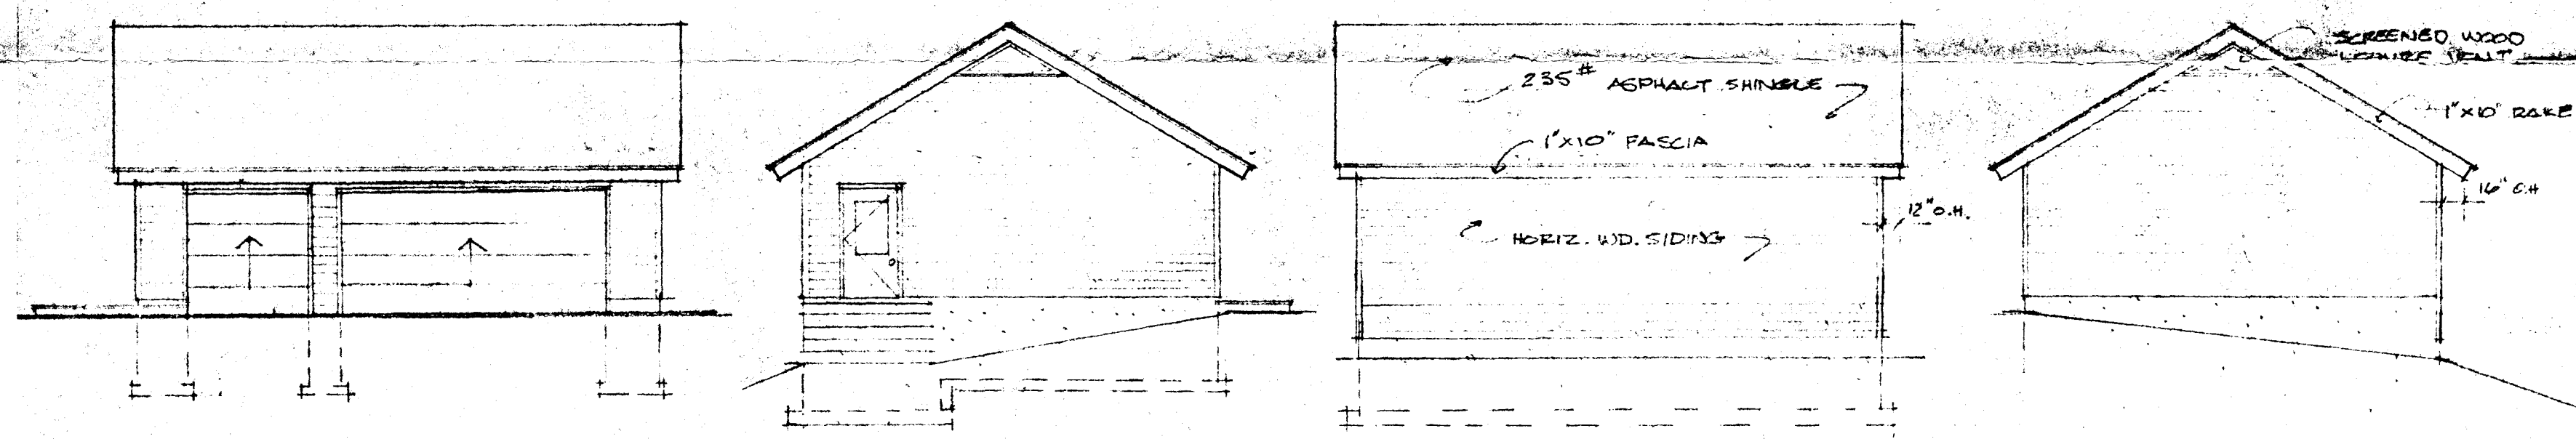 SCREENED WOOD
LOUVRE VENT
235# ASPHALT SHINGLE
1"x10" RAKE
1"x10" FASCIA
16" O.H
12" O.H.
HORIZ. WD. SIDING